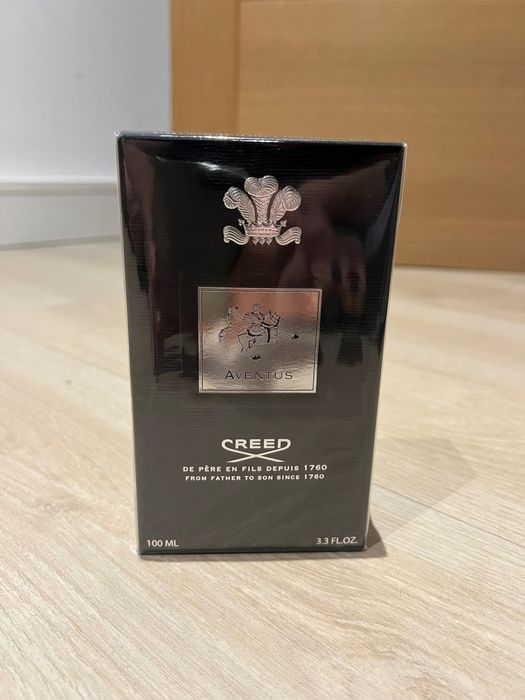 AVENTUS
CREED
DE PÈRE EN FILS DEPUIS 1760
FROM FATHER TO SON SINCE 1760
100 ML 3.3 FL.OZ.